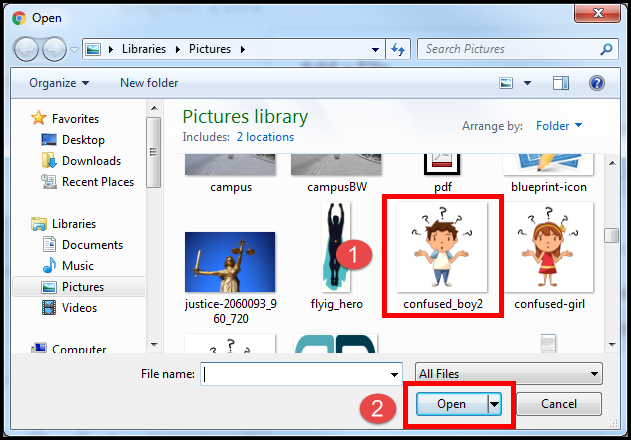 Open
Libraries
Pictures
Search Pictures
Organize
New folder
?
Favorites
Desktop
Downloads
Recent Places
Libraries
Documents
Music
Pictures
Videos
Computer
Pictures library
Includes: 2 locations
Arrange by: Folder
campus
campusBW
pdf
blueprint-icon
1
? ? ? ?
? ? ? ?
justice-2060093_9
60_720
flyig_hero
confused_boy2
confused-girl
? ? ?
File name:
All Files
2
Open
Cancel